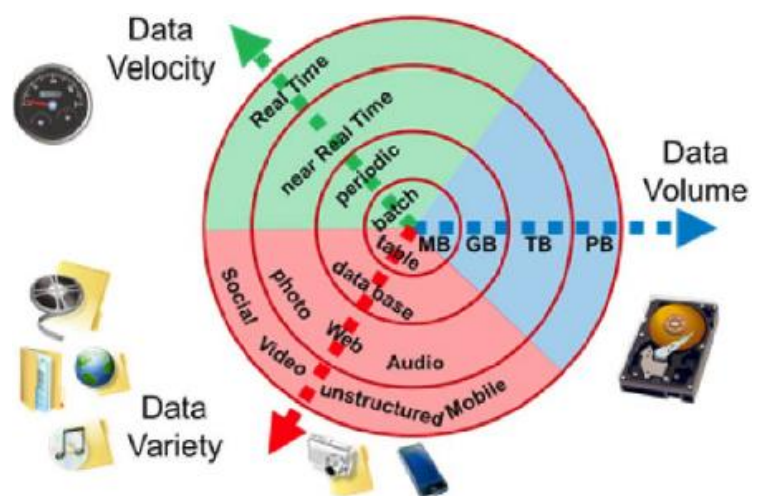 Data
Velocity
Real Time
near Real Time
periodic
batch
Data
Volume
MB GB TB PB
table
data base
photo Web Audio
Social Video unstructured Mobile
Data
Variety